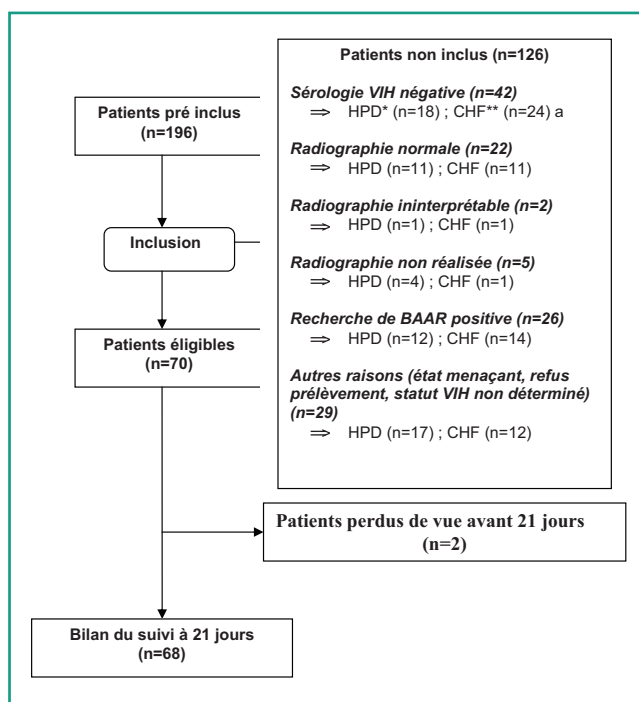 Patients pré inclus
(n=196)
Inclusion
Patients éligibles
(n=70)
Patients non inclus (n=126)
Sérologie VIH négative (n=42)
⇒ HPD* (n=18) ; CHF** (n=24) a
Radiographie normale (n=22)
⇒ HPD (n=11) ; CHF (n=11)
Radiographie ininterprétable (n=2)
⇒ HPD (n=1) ; CHF (n=1)
Radiographie non réalisée (n=5)
⇒ HPD (n=4) ; CHF (n=1)
Recherche de BAAR positive (n=26)
⇒ HPD (n=12) ; CHF (n=14)
Autres raisons (état menaçant, refus
prélèvement, statut VIH non déterminé)
(n=29)
⇒ HPD (n=17) ; CHF (n=12)
Patients perdus de vue avant 21 jours
(n=2)
Bilan du suivi à 21 jours
(n=68)